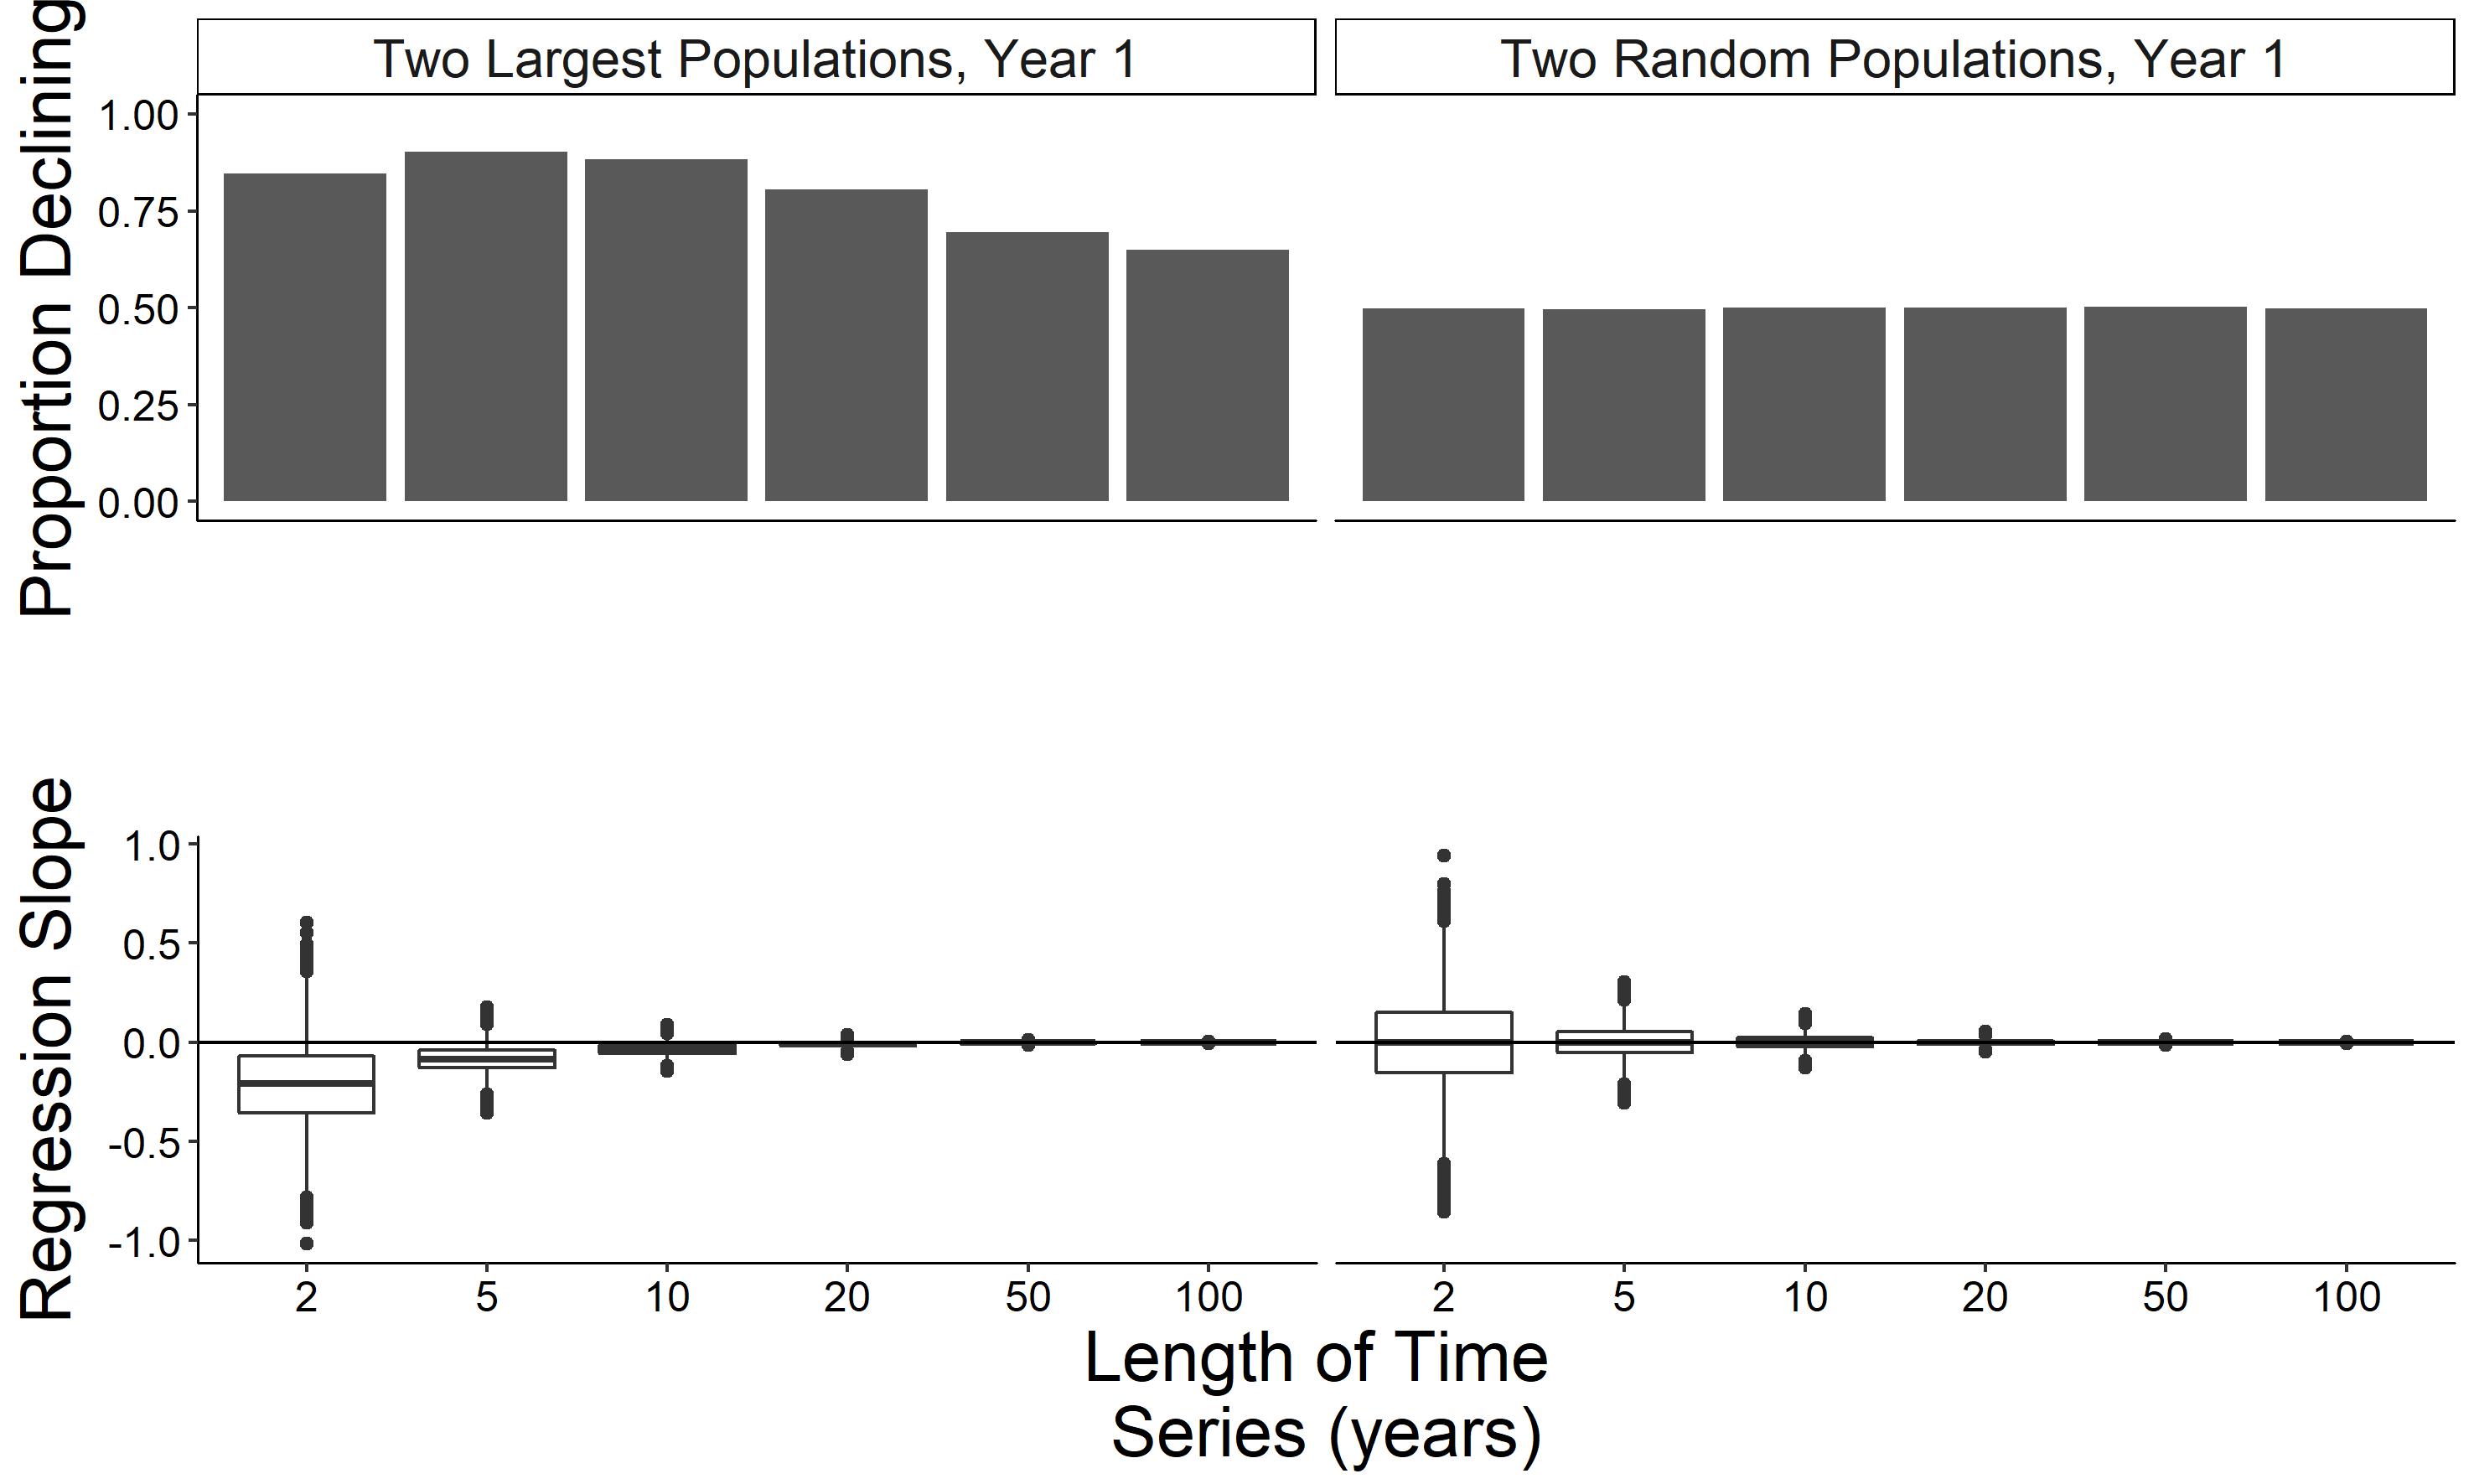 Two Largest Populations, Year 1
Two Random Populations, Year 1
Proportion Declining
1.00
0.75
0.50
0.25
0.00
Regression Slope
1.0
0.5
0.0
-0.5
-1.0
2 5 10 20 50 100
2 5 10 20 50 100
Length of Time
Series (years)